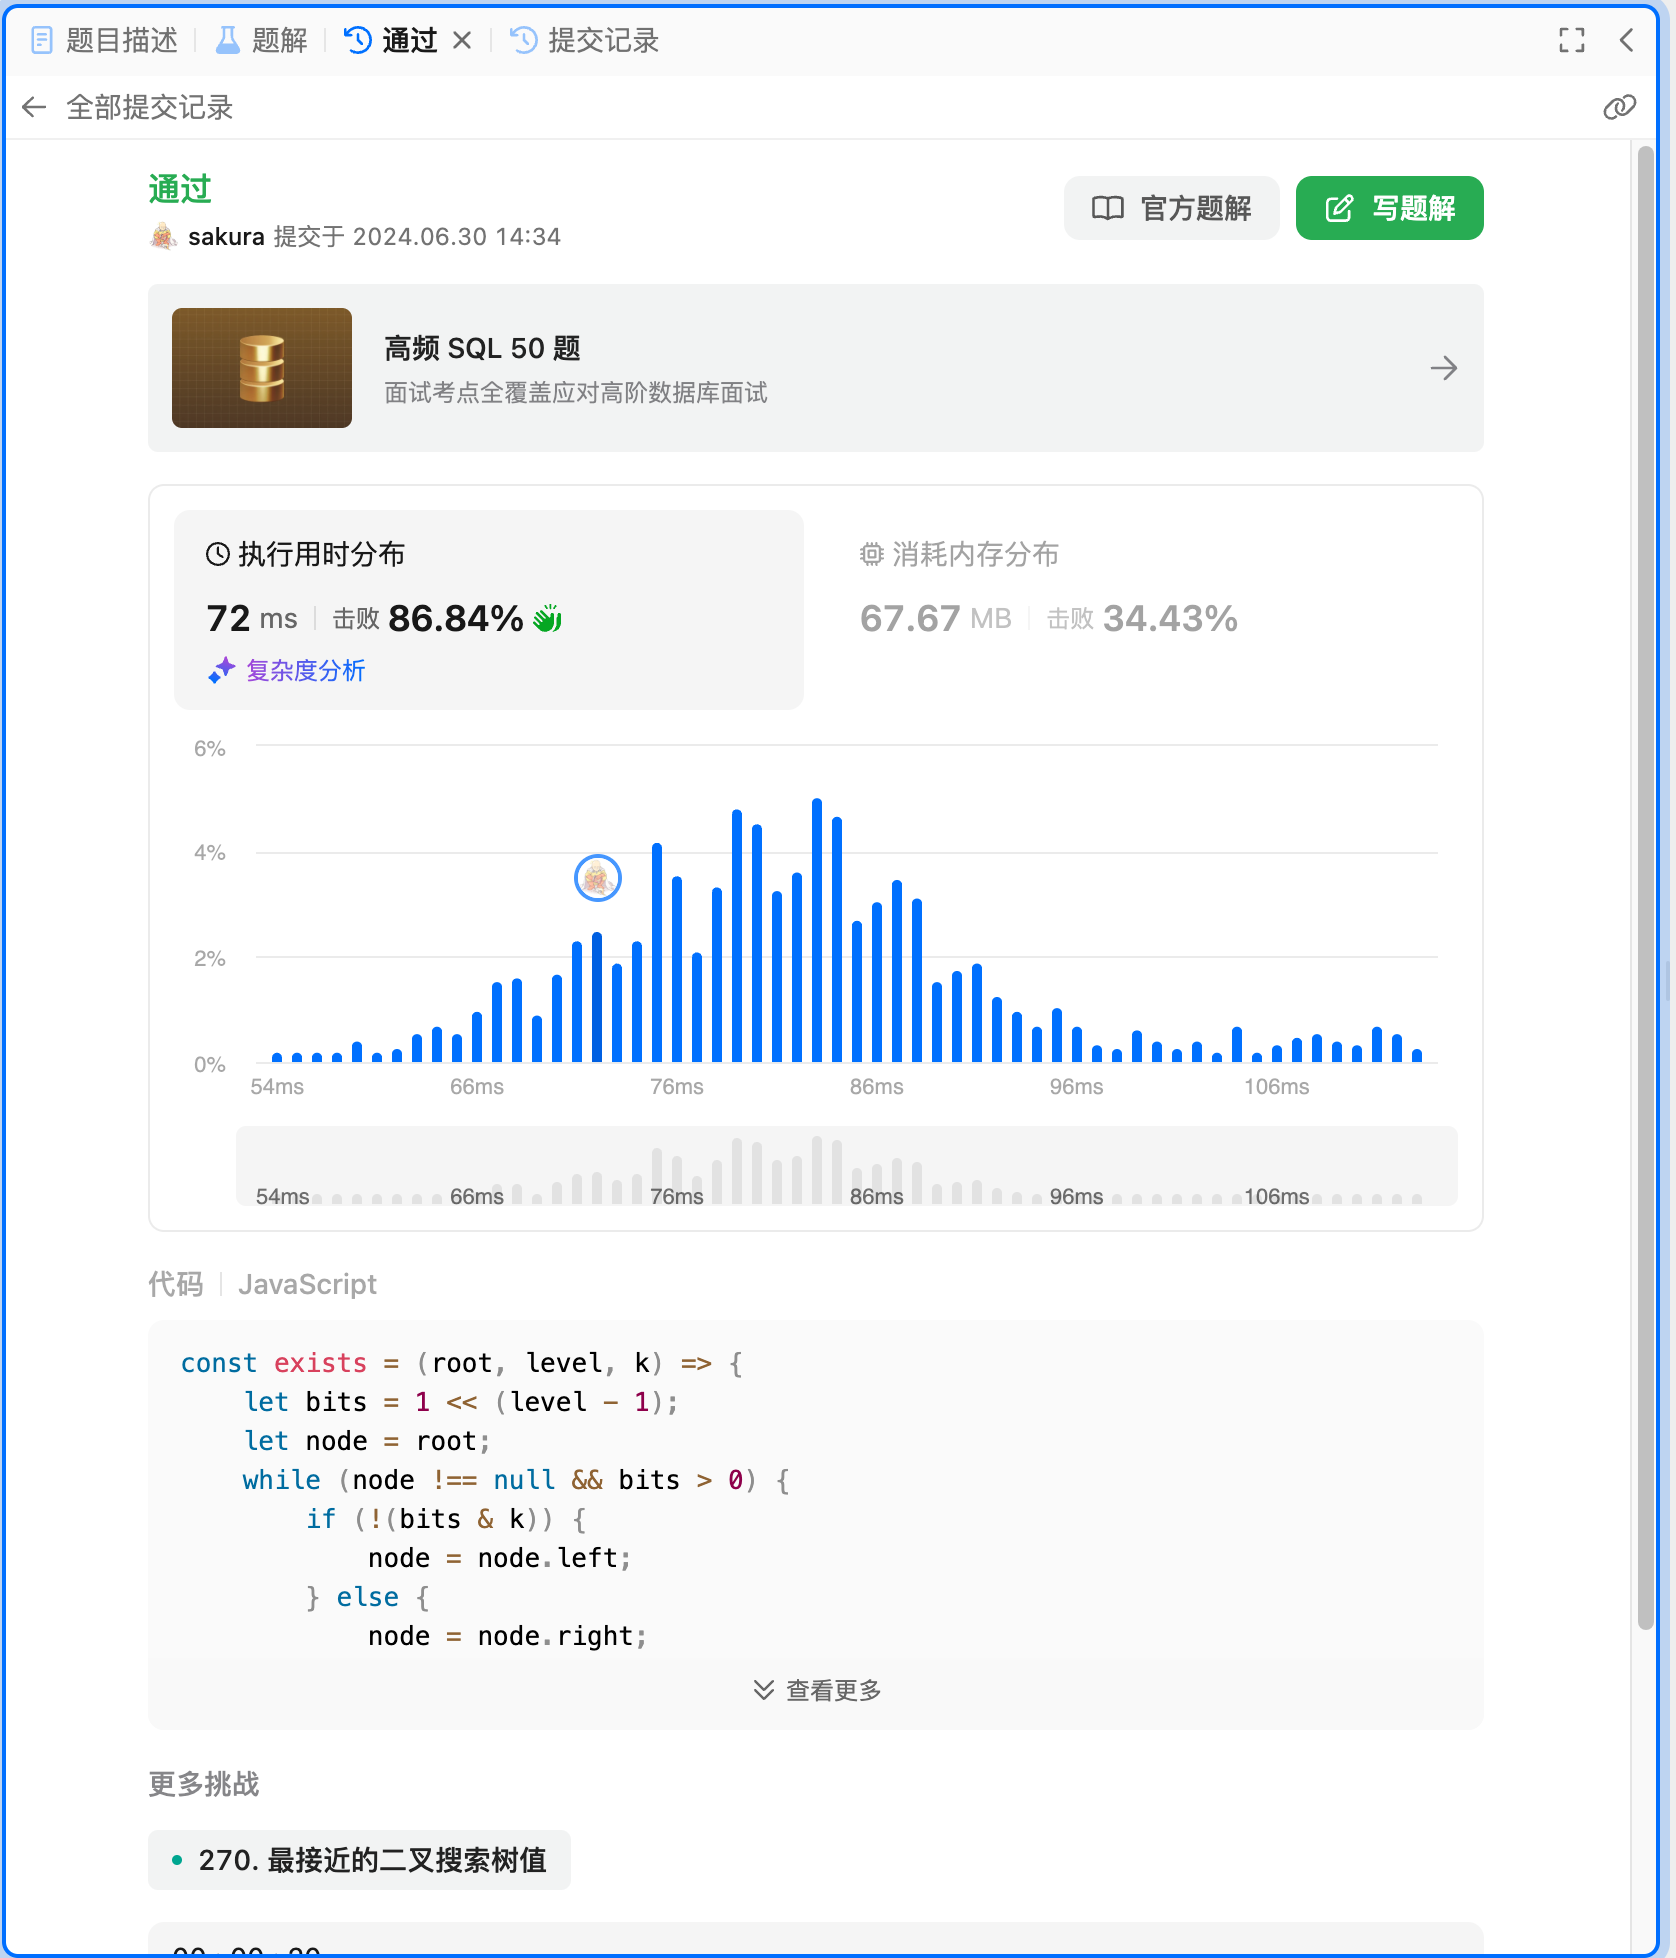 题目描述 题解 通过 提交记录
全部提交记录
通过
sakura 提交于 2024.06.30 14:34
官方题解
写题解
高频 SQL 50 题
面试考点全覆盖应对高阶数据库面试
执行用时分布
72 ms 击败 86.84%
复杂度分析
消耗内存分布
67.67 MB 击败 34.43%
6%
4%
2%
0%
54ms 66ms 76ms 86ms 96ms 106ms
54ms 66ms 76ms 86ms 96ms 106ms
代码 JavaScript
const exists = (root, level, k) => {
    let bits = 1 << (level - 1);
    let node = root;
    while (node !== null && bits > 0) {
        if (!(bits & k)) {
            node = node.left;
        } else {
            node = node.right;
查看更多
更多挑战
270. 最接近的二叉搜索树值